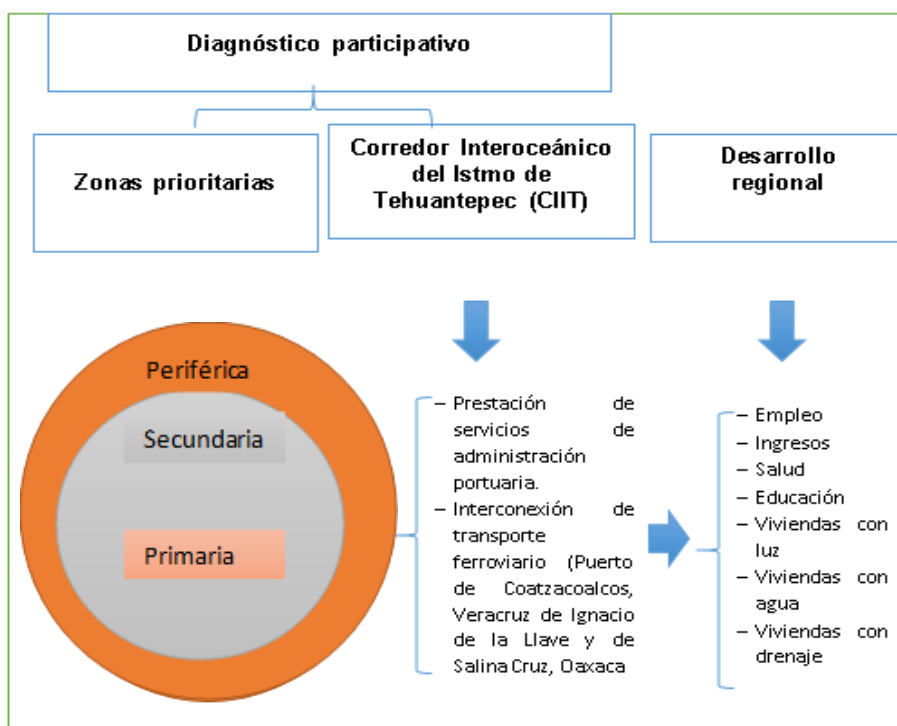 Diagnóstico participativo
Zonas prioritarias
Corredor Interoceánico
del Istmo de
Tehuantepec (CIIT)
Desarrollo
regional
Periférica
Secundaria
Primaria
– Prestación de
servicios de
administración
portuaria.
– Interconexión de
transporte
ferroviario (Puerto
de Coatzacoalcos,
Veracruz de Ignacio
de la Llave y de
Salina Cruz, Oaxaca
– Empleo
– Ingresos
– Salud
– Educación
– Viviendas con
luz
– Viviendas con
agua
– Viviendas con
drenaje